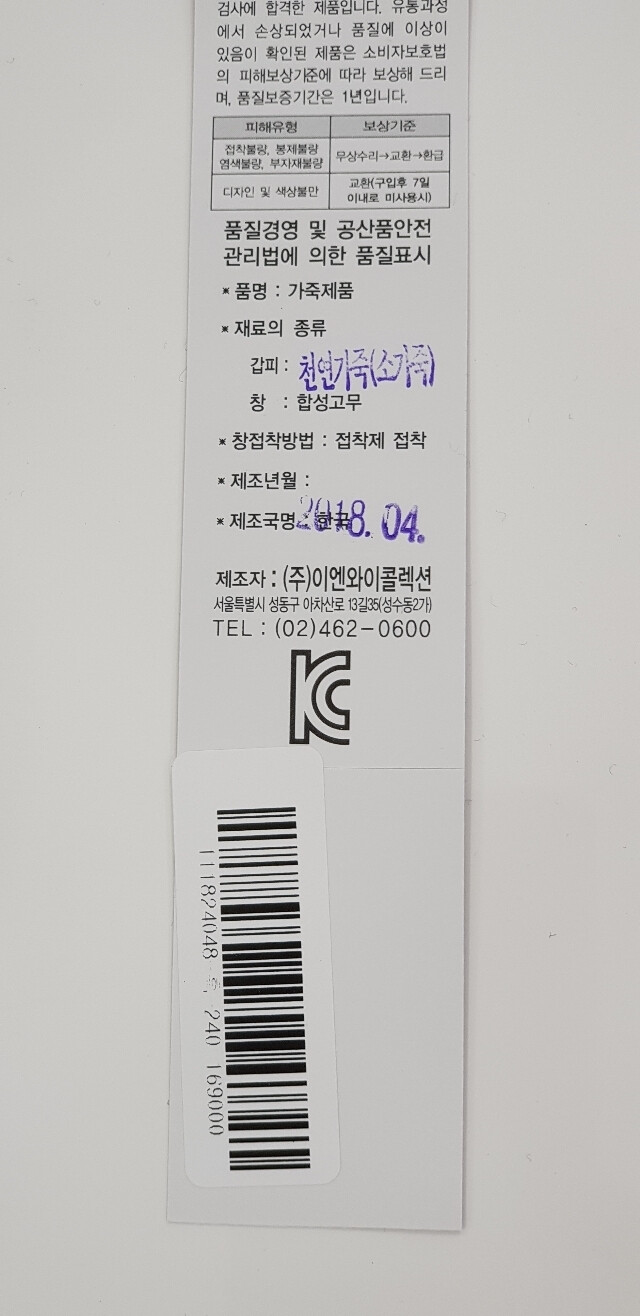 검사에 합격한 제품입니다. 유통과정
에서 손상되었거나 품질에 이상이
있음이 확인된 제품은 소비자보호법
의 피해보상기준에 따라 보상해 드리
며, 품질보증기간은 1년입니다.
피해유형 보상기준
접착불량, 봉제불량
염색불량, 부자재불량
무상수리→교환→환급
디자인 및 색상불만
교환(구입후 7일
이내로 미사용시)
품질경영 및 공산품안전
관리법에 의한 품질표시
* 품명 : 가죽제품
* 재료의 종류
갑피 : 천연가죽(소가죽)
창 : 합성고무
* 창접착방법 : 접착제 접착
* 제조년월 :
2018. 04.
* 제조국명 : 한국
제조자 : (주)이엔와이콜렉션
서울특별시 성동구 아차산로 13길35(성수동2가)
TEL : (02)462-0600
KC
111824048 240 169000